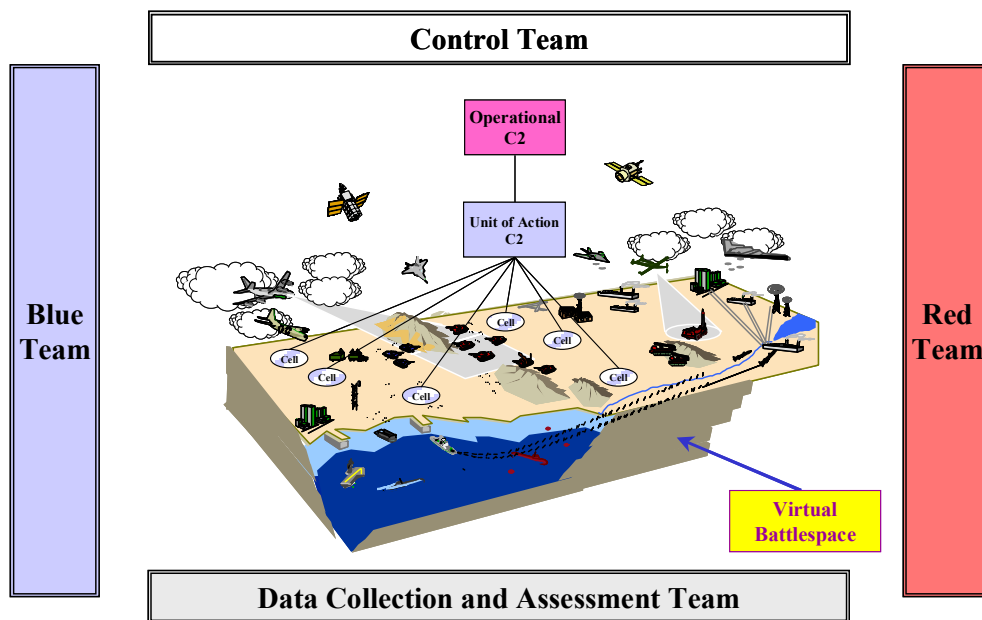 Control Team
Operational
C2
Unit of Action
C2
Blue
Team
Red
Team
Cell
Cell
Cell
Cell
Cell
Cell
Virtual
Battlespace
Data Collection and Assessment Team